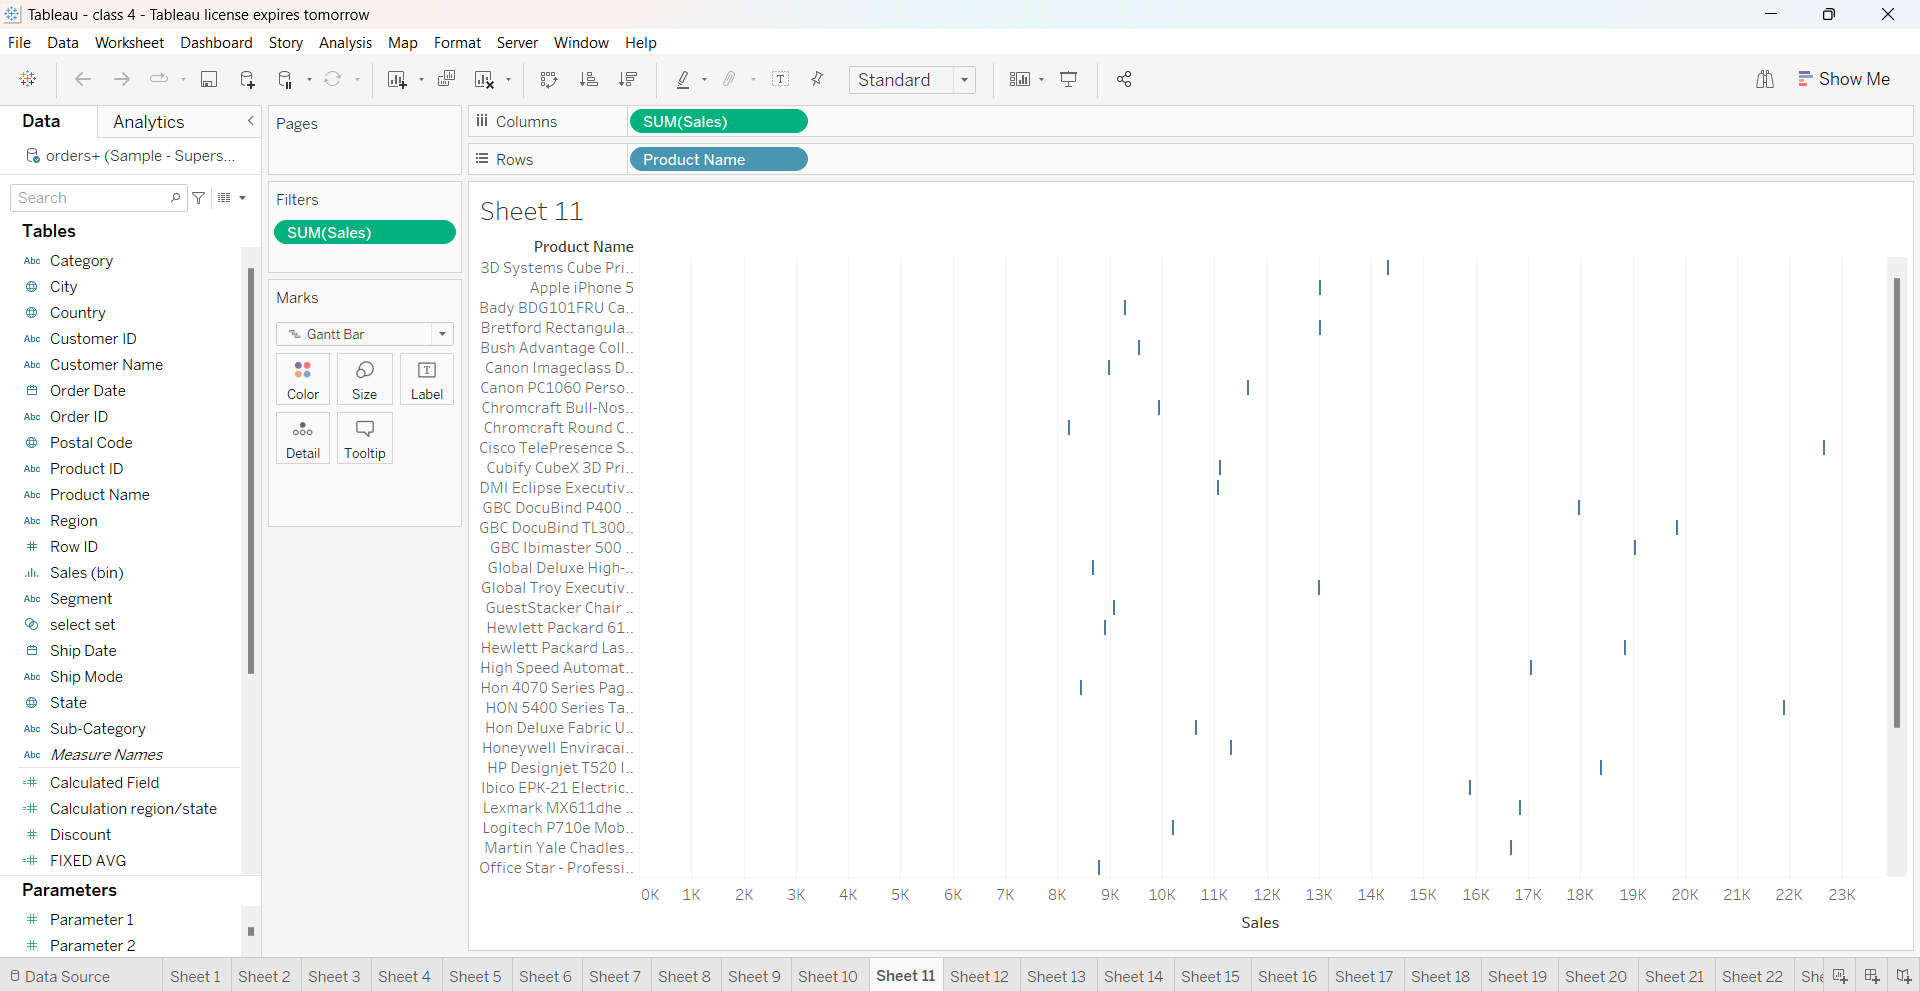 Tableau - class 4 - Tableau license expires tomorrow
File Data Worksheet Dashboard Story Analysis Map Format Server Window Help
Standard
Show Me
Data Analytics
orders+ (Sample - Supers...
Search
Tables
Abc Category
City
Country
Abc Customer ID
Abc Customer Name
Order Date
Abc Order ID
Postal Code
Abc Product ID
Abc Product Name
Abc Region
# Row ID
Sales (bin)
Abc Segment
select set
Ship Date
Abc Ship Mode
State
Abc Sub-Category
Abc Measure Names
=# Calculated Field
=# Calculation region/state
# Discount
=# FIXED AVG
Parameters
# Parameter 1
# Parameter 2
Pages
Filters
SUM(Sales)
Marks
Gantt Bar
Color Size Label
Detail Tooltip
Columns SUM(Sales)
Rows Product Name
Sheet 11
Product Name
3D Systems Cube Pri..
Apple iPhone 5
Bady BDG101FRU Ca..
Bretford Rectangula..
Bush Advantage Coll..
Canon Imageclass D..
Canon PC1060 Perso..
Chromcraft Bull-Nos..
Chromcraft Round C..
Cisco TelePresence S..
Cubify CubeX 3D Pri..
DMI Eclipse Executiv..
GBC DocuBind P400 ..
GBC DocuBind TL300..
GBC Ibimaster 500 ..
Global Deluxe High-..
Global Troy Executiv..
GuestStacker Chair ..
Hewlett Packard 61..
Hewlett Packard Las..
High Speed Automat..
Hon 4070 Series Pag..
HON 5400 Series Ta..
Hon Deluxe Fabric U..
Honeywell Enviracai..
HP Designjet T520 I..
Ibico EPK-21 Electric..
Lexmark MX611dhe ..
Logitech P710e Mob..
Martin Yale Chadles..
Office Star - Professi..
0K 1K 2K 3K 4K 5K 6K 7K 8K 9K 10K 11K 12K 13K 14K 15K 16K 17K 18K 19K 20K 21K 22K 23K
Sales
Data Source Sheet 1 Sheet 2 Sheet 3 Sheet 4 Sheet 5 Sheet 6 Sheet 7 Sheet 8 Sheet 9 Sheet 10 Sheet 11 Sheet 12 Sheet 13 Sheet 14 Sheet 15 Sheet 16 Sheet 17 Sheet 18 Sheet 19 Sheet 20 Sheet 21 Sheet 22 She